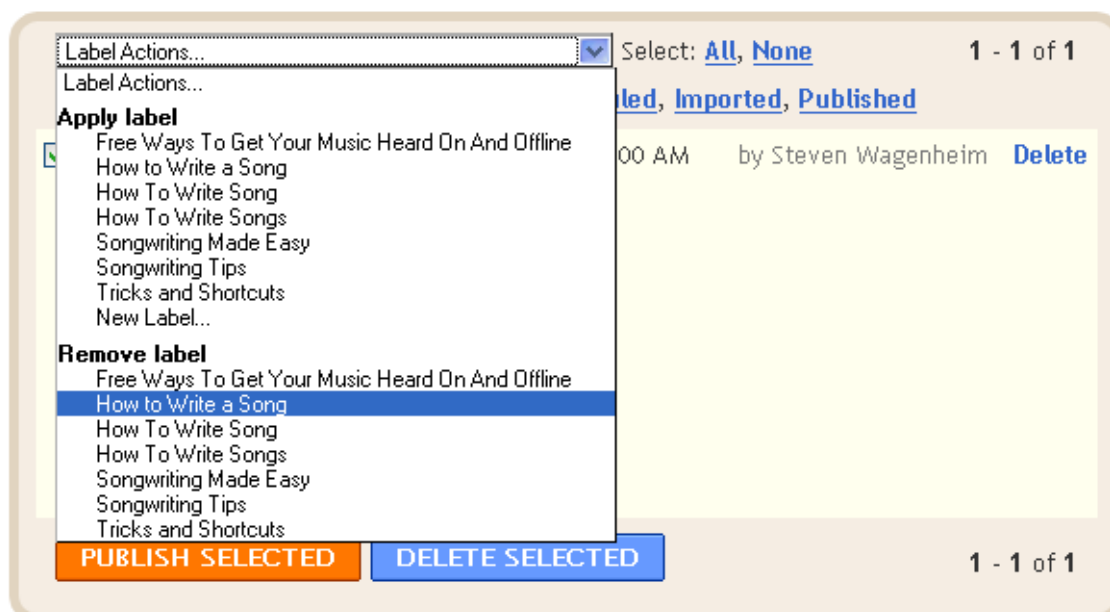 Label Actions... Select: All, None 1 - 1 of 1
Label Actions...
led, Imported, Published
Apply label
Free Ways To Get Your Music Heard On And Offline
00 AM by Steven Wagenheim Delete
How to Write a Song
How To Write Song
How To Write Songs
Songwriting Made Easy
Songwriting Tips
Tricks and Shortcuts
New Label...
Remove label
Free Ways To Get Your Music Heard On And Offline
How to Write a Song
How To Write Song
How To Write Songs
Songwriting Made Easy
Songwriting Tips
Tricks and Shortcuts
PUBLISH SELECTED DELETE SELECTED 1 - 1 of 1